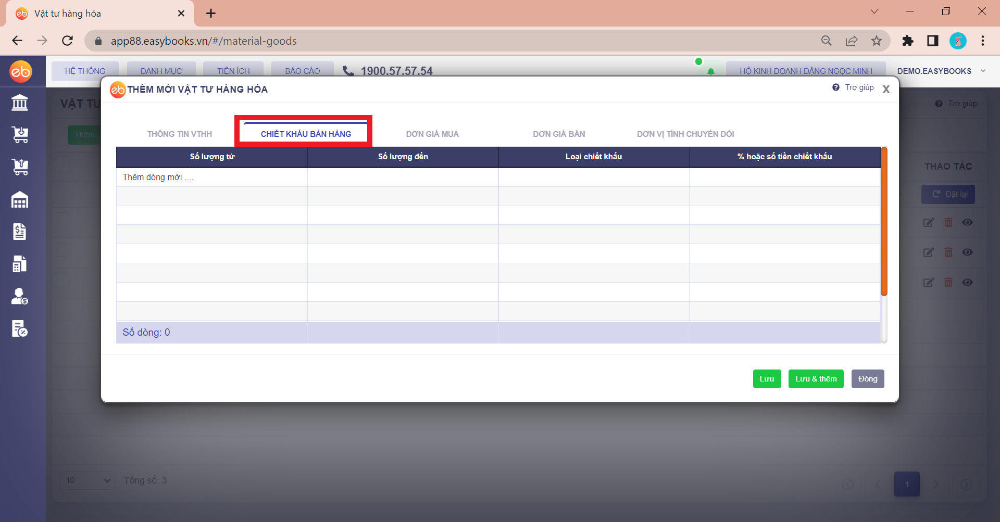 Vật tư hàng hóa
app88.easybooks.vn/#/material-goods
eb
HỆ THỐNG
DANH MỤC
TIỆN ÍCH
BÁO CÁO
1900.57.57.54
HỘ KINH DOANH ĐẶNG NGỌC MINH
DEMO.EASYBOOKS
eb THÊM MỚI VẬT TƯ HÀNG HÓA
Trợ giúp
X
VẬT TƯ
Trợ giúp
Thêm
THÔNG TIN VTHH
CHIẾT KHẤU BÁN HÀNG
ĐƠN GIÁ MUA
ĐƠN GIÁ BÁN
ĐƠN VỊ TÍNH CHUYỂN ĐỔI
Số lượng từ
Số lượng đến
Loại chiết khấu
% hoặc số tiền chiết khấu
Thêm dòng mới ....
THAO TÁC
Đặt lại
Số dòng: 0
Lưu
Lưu & thêm
Đóng
10
Tổng số: 3
1